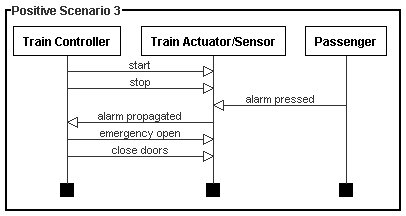 Positive Scenario 3
Train Controller
Train Actuator/Sensor
Passenger
start
stop
alarm pressed
alarm propagated
emergency open
close doors